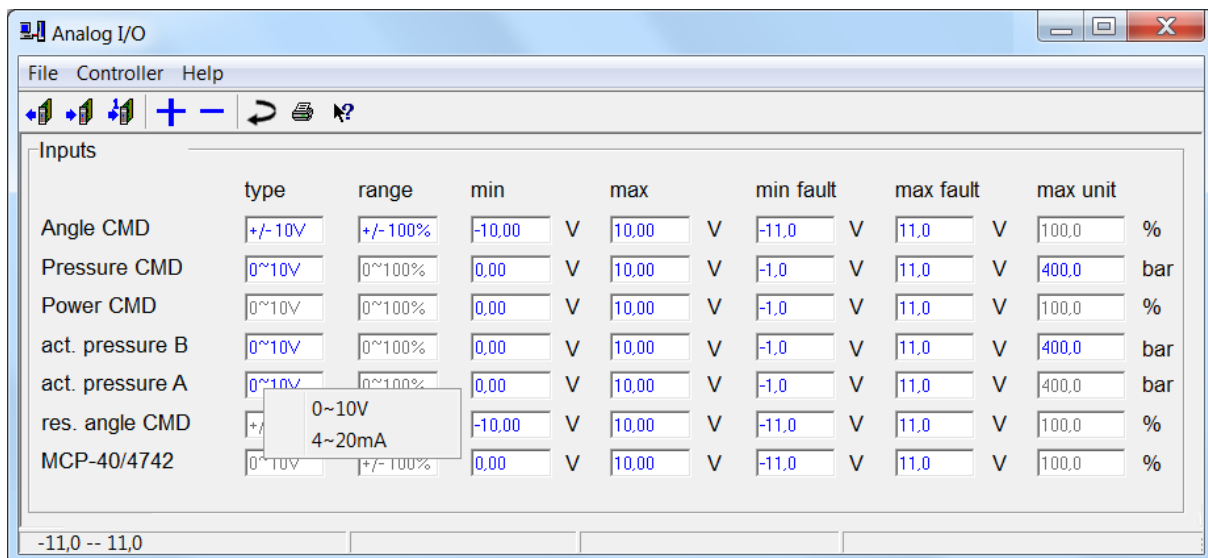 Analog I/O
File Controller Help
Inputs
type range min max min fault max fault max unit
Angle CMD +/-10V +/-100% -10,00 V 10,00 V -11,0 V 11,0 V 100,0 %
Pressure CMD 0~10V 0~100% 0,00 V 10,00 V -1,0 V 11,0 V 400,0 bar
Power CMD 0~10V 0~100% 0,00 V 10,00 V -1,0 V 11,0 V 100,0 %
act. pressure B 0~10V 0~100% 0,00 V 10,00 V -1,0 V 11,0 V 400,0 bar
act. pressure A 0~10V 0~100% 0,00 V 10,00 V -1,0 V 11,0 V 400,0 bar
0~10V
4~20mA
res. angle CMD -10,00 V 10,00 V -11,0 V 11,0 V 100,0 %
MCP-40/4742 0~10V +/-100% 0,00 V 10,00 V -11,0 V 11,0 V 100,0 %
-11,0 -- 11,0